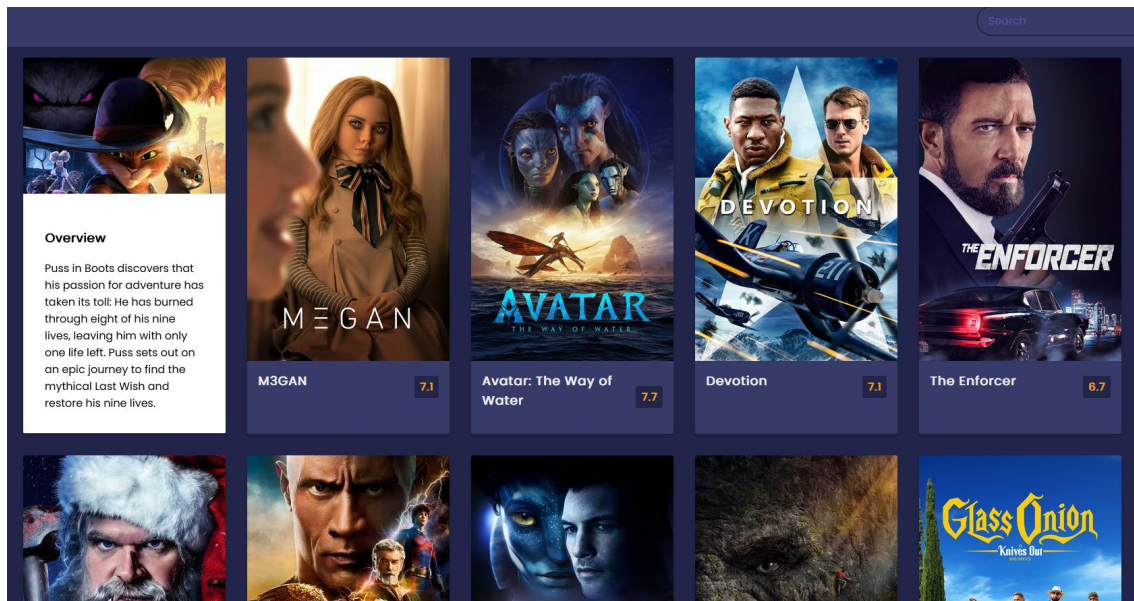 Search
Overview
Puss in Boots discovers that
his passion for adventure has
taken its toll: He has burned
through eight of his nine
lives, leaving him with only
one life left. Puss sets out on
an epic journey to find the
mythical Last Wish and
restore his nine lives.
M Ξ G A N
M3GAN
7.1
AVATAR
THE WAY OF WATER
Avatar: The Way of
Water
7.7
DEVOTION
Devotion
7.1
THE ENFORCER
The Enforcer
6.7
Glass Onion
Knives Out